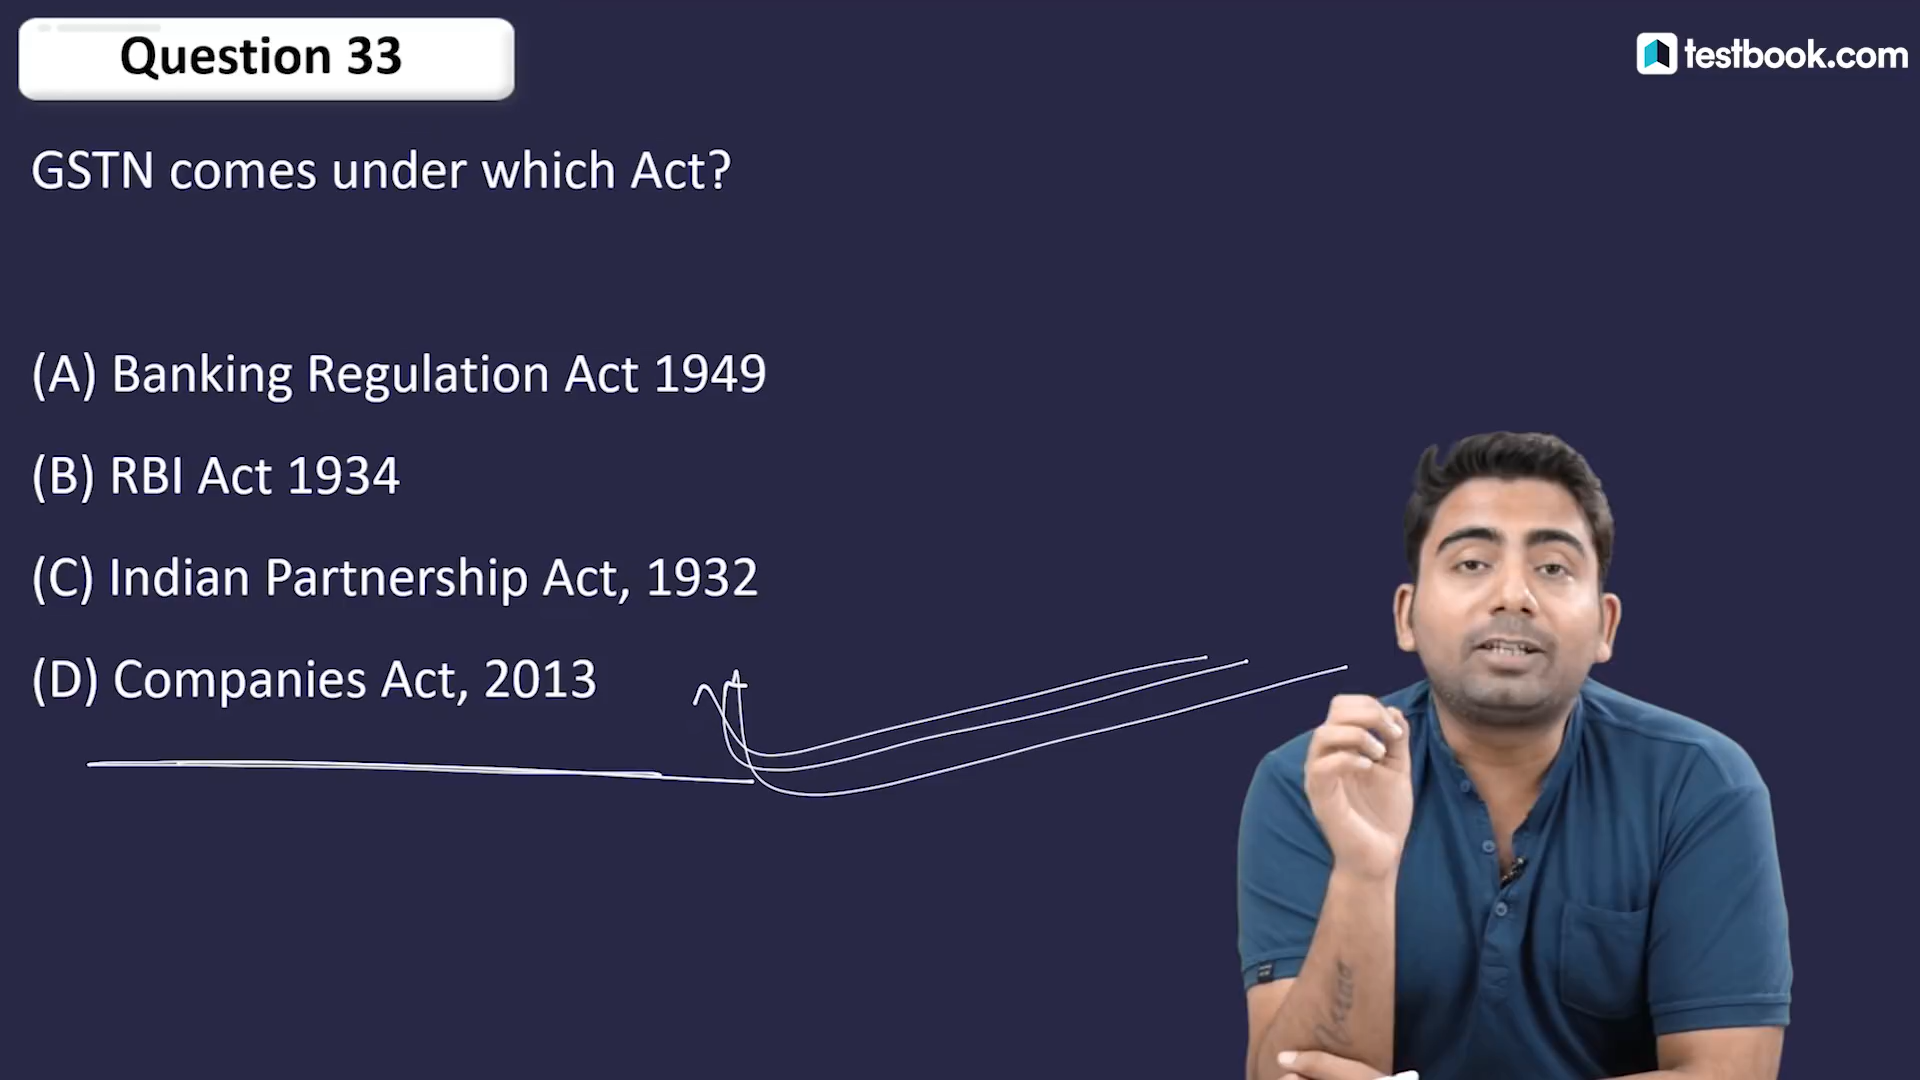 Question 33
testbook.com
GSTN comes under which Act?
(A) Banking Regulation Act 1949
(B) RBI Act 1934
(C) Indian Partnership Act, 1932
(D) Companies Act, 2013